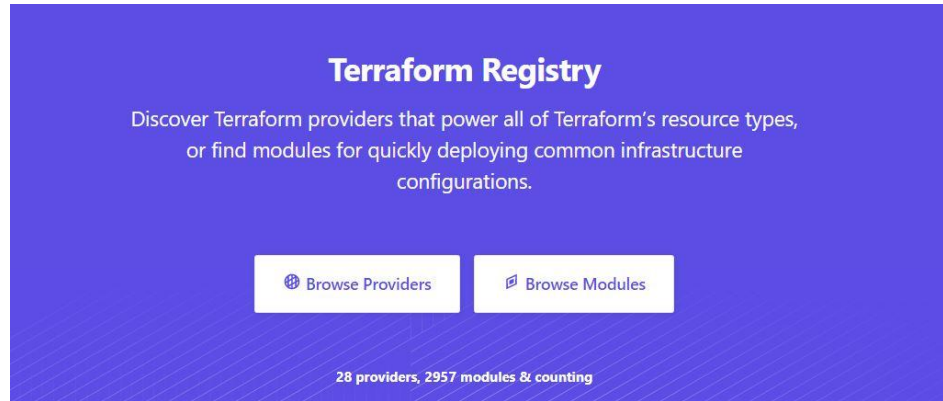 Terraform Registry
Discover Terraform providers that power all of Terraform’s resource types,
or find modules for quickly deploying common infrastructure
configurations.
Browse Providers
Browse Modules
28 providers, 2957 modules & counting